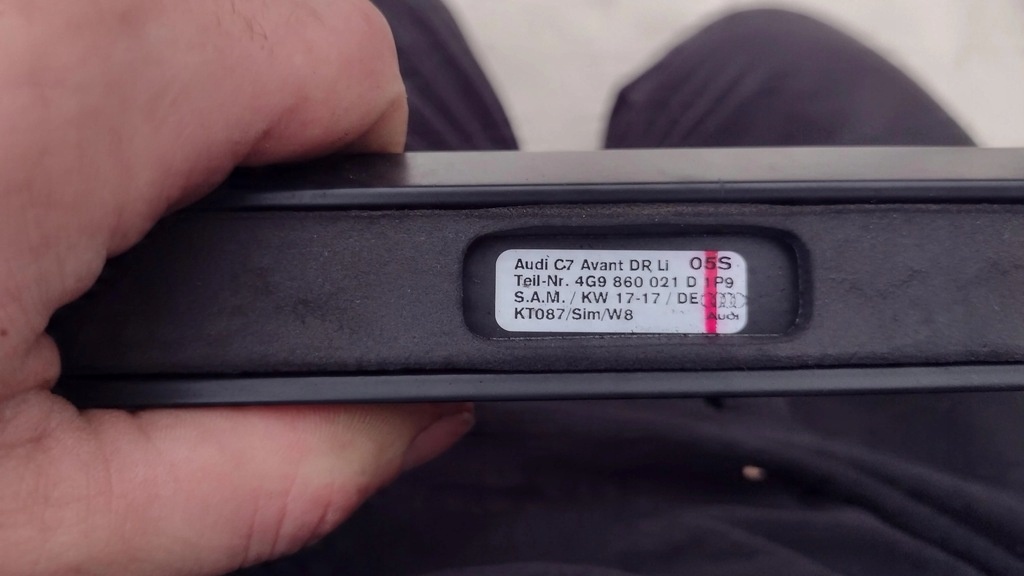 Audi C7 Avant DR Li 05S
Teil-Nr. 4G9 860 021 D 1P9
S.A.M. / KW 17-17 / DE
KT087/Sim/W8 Audi